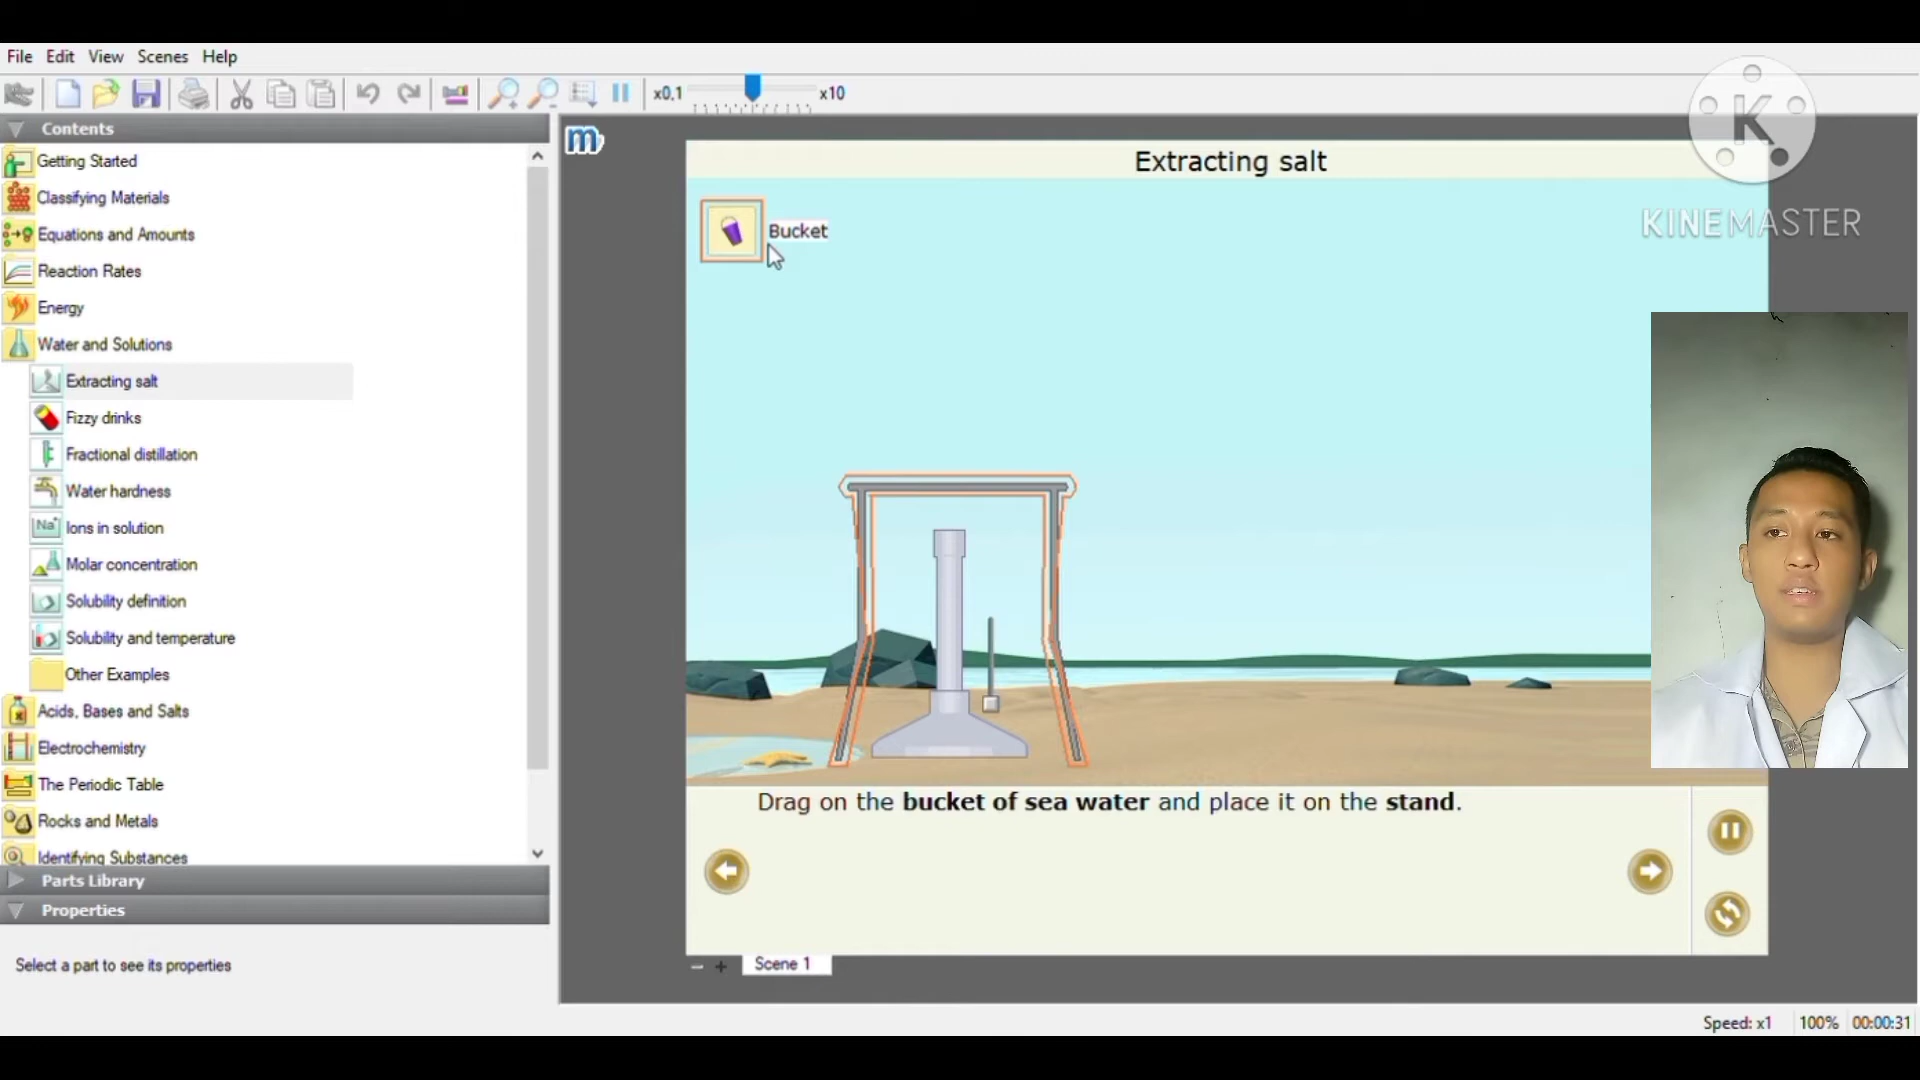 File Edit View Scenes Help
x0.1 x10
Contents
Getting Started
Classifying Materials
Equations and Amounts
Reaction Rates
Energy
Water and Solutions
Extracting salt
Fizzy drinks
Fractional distillation
Water hardness
Na+ Ions in solution
Molar concentration
Solubility definition
Solubility and temperature
Other Examples
Acids, Bases and Salts
Electrochemistry
The Periodic Table
Rocks and Metals
Identifying Substances
Parts Library
Properties
Select a part to see its properties
m
Extracting salt
Bucket
K
KINEMASTER
Drag on the bucket of sea water and place it on the stand.
− + Scene 1
Speed: x1 100% 00:00:31